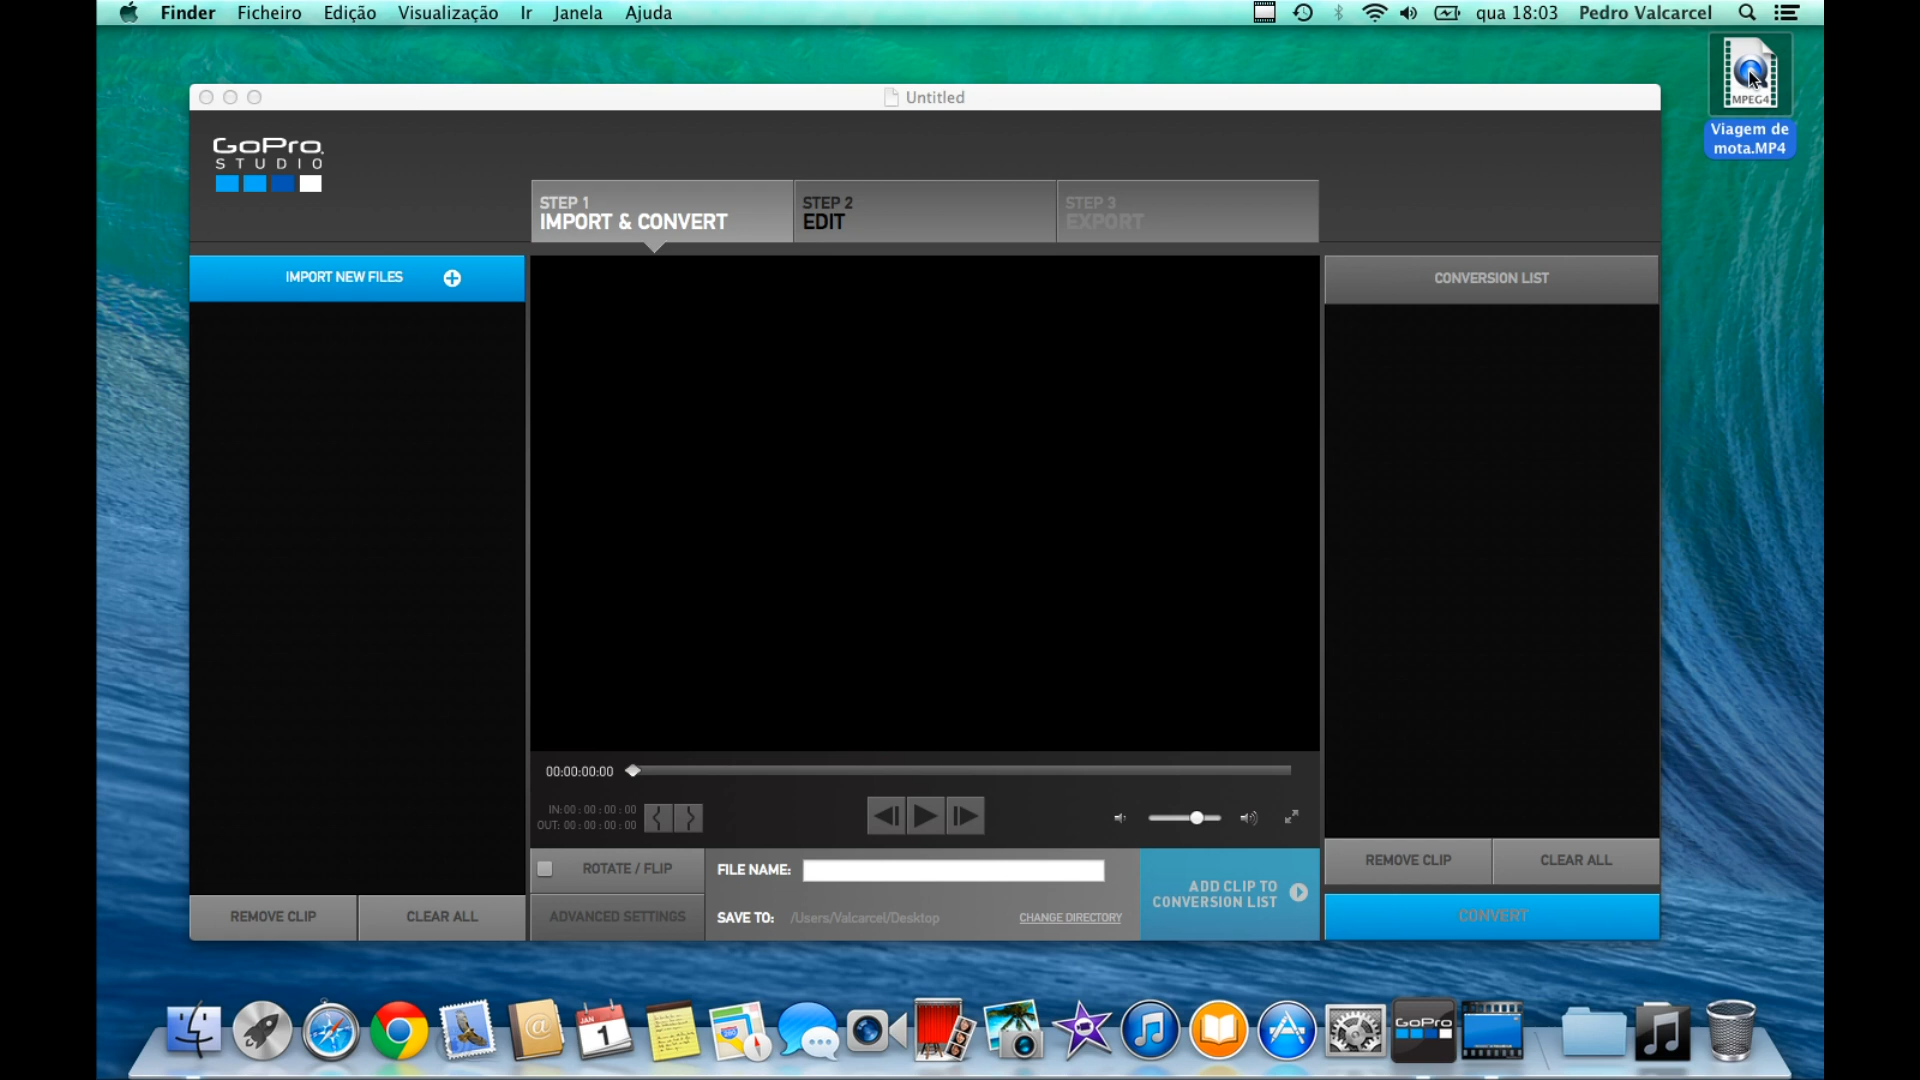 Finder Ficheiro Edição Visualização Ir Janela Ajuda
qua 18:03 Pedro Valcarcel
MPEG4
Viagem de
mota.MP4
Untitled
GoPro
STUDIO
STEP 1
IMPORT & CONVERT
STEP 2
EDIT
STEP 3
EXPORT
IMPORT NEW FILES
CONVERSION LIST
00:00:00:00
IN: 00 : 00 : 00 : 00
OUT: 00 : 00 : 00 : 00
ROTATE / FLIP
ADVANCED SETTINGS
FILE NAME:
SAVE TO: /Users/Valcarcel/Desktop CHANGE DIRECTORY
ADD CLIP TO
CONVERSION LIST
REMOVE CLIP CLEAR ALL
REMOVE CLIP CLEAR ALL
CONVERT
JAN
1
GoPro